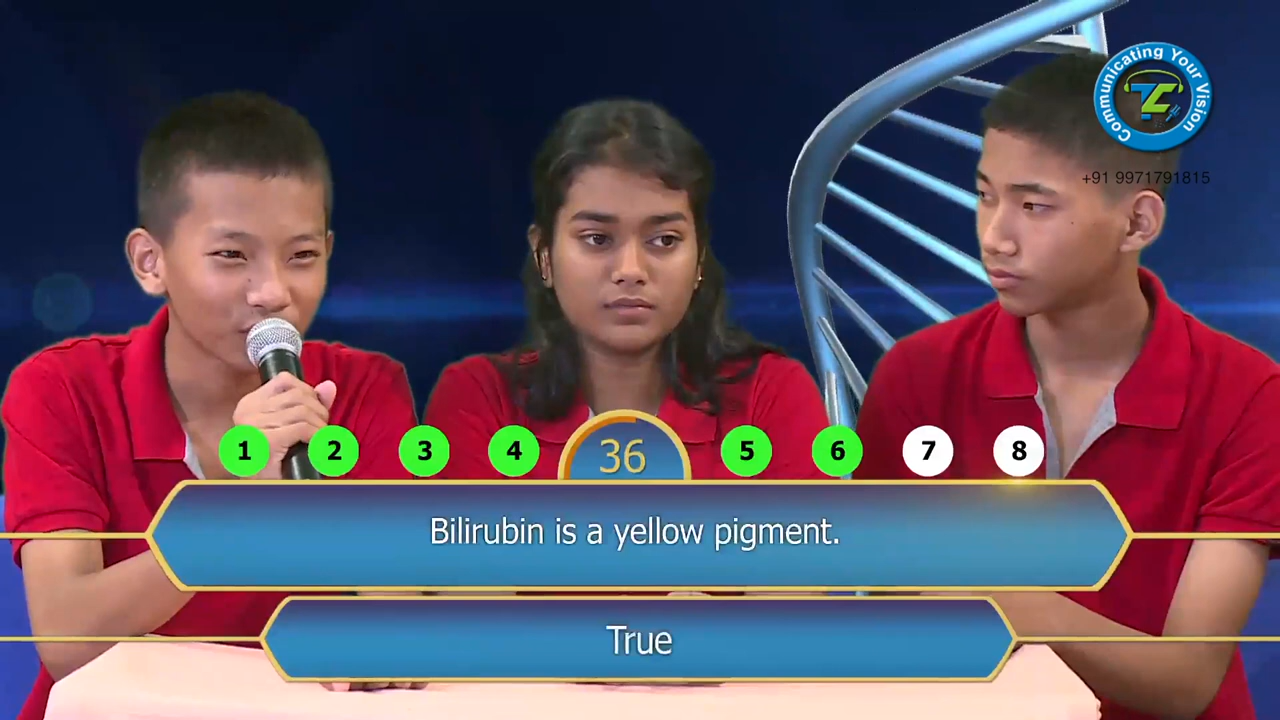 Communicating Your Vision
TC
+91 9971791815
1 2 3 4 36 5 6 7 8
Bilirubin is a yellow pigment.
True